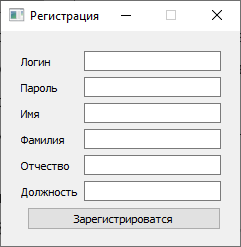 Регистрация
Логин
Пароль
Имя
Фамилия
Отчество
Должность
Зарегистрироватся